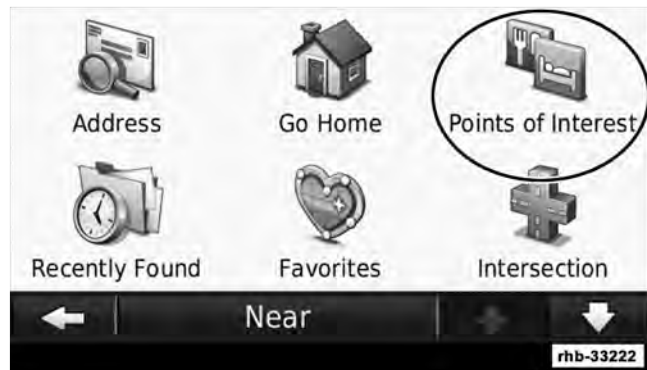 Address
Go Home
Points of Interest
Recently Found
Favorites
Intersection
Near
rhb-33222